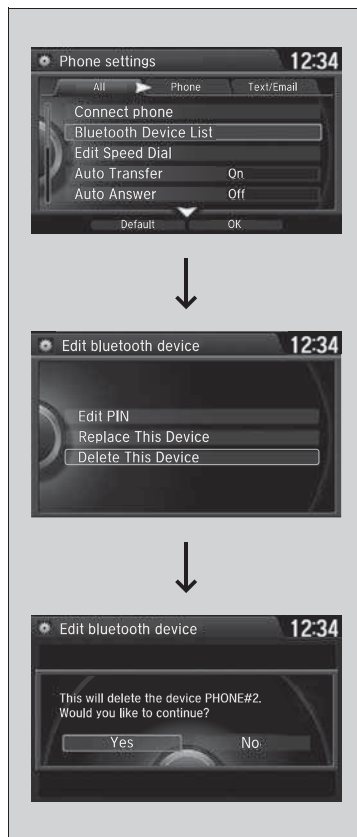 Phone settings 12:34
All Phone Text/Email
Connect phone
Bluetooth Device List
Edit Speed Dial
Auto Transfer On
Auto Answer Off
Default OK
Edit bluetooth device 12:34
Edit PIN
Replace This Device
Delete This Device
Edit bluetooth device 12:34
This will delete the device PHONE#2.
Would you like to continue?
Yes No